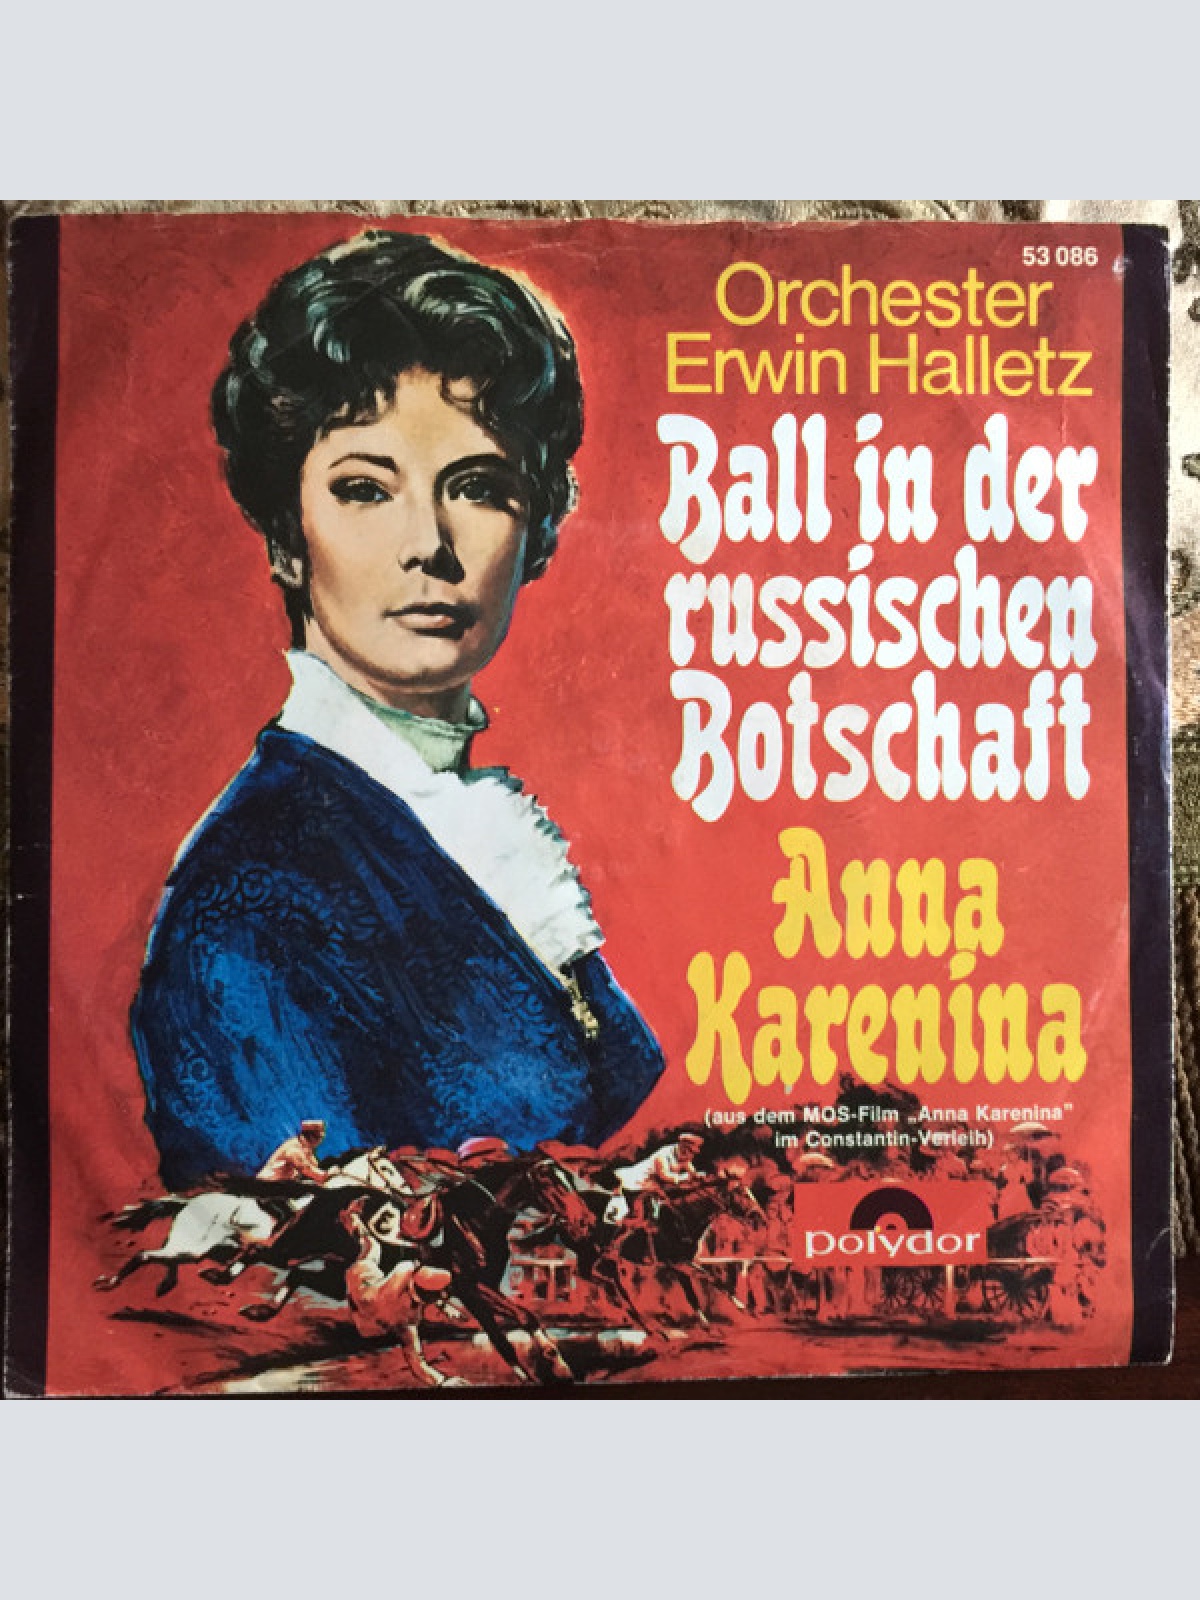 53 086
Orchester
Erwin Halletz
Ball in der
russischen
Botschaft
Anna
Karenina
(aus dem MOS-Film „Anna Karenina”
im Constantin-Verleih)
polydor